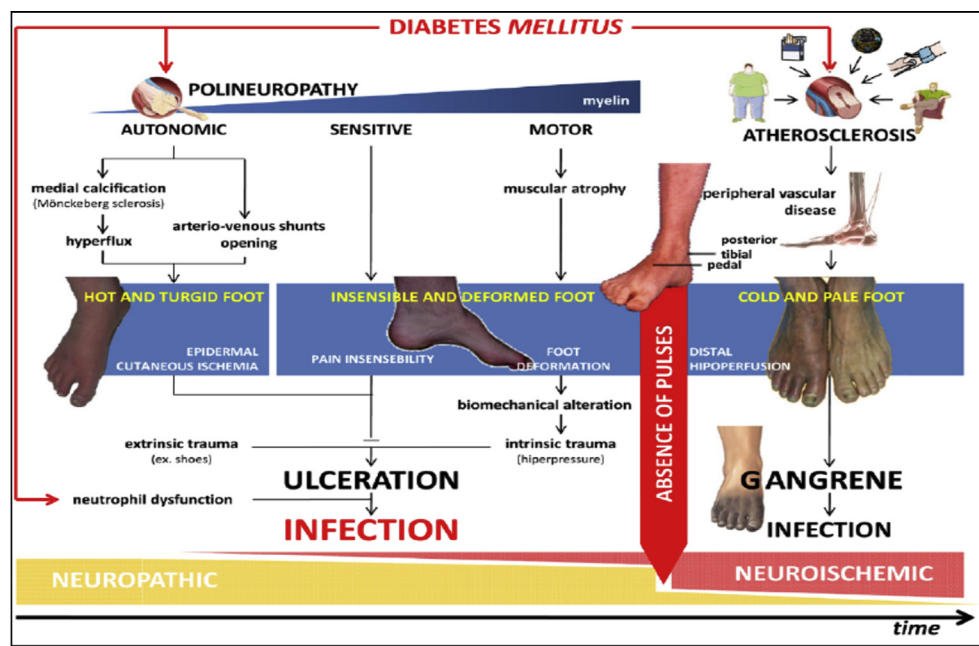 DIABETES MELLITUS
POLINEUROPATHY
myelin
AUTONOMIC
SENSITIVE
MOTOR
ATHEROSCLEROSIS
medial calcification
(Mönckeberg sclerosis)
hyperflux
arterio-venous shunts
opening
muscular atrophy
peripheral vascular
disease
posterior
tibial
pedal
HOT AND TURGID FOOT
INSENSIBLE AND DEFORMED FOOT
COLD AND PALE FOOT
EPIDERMAL
CUTANEOUS ISCHEMIA
PAIN INSENSEBILITY
FOOT
DEFORMATION
DISTAL
HIPOPERFUSION
ABSENCE OF PULSES
biomechanical alteration
extrinsic trauma
(ex. shoes)
intrinsic trauma
(hiperpressure)
ULCERATION
neutrophil dysfunction
INFECTION
GANGRENE
INFECTION
NEUROPATHIC
NEUROISCHEMIC
time